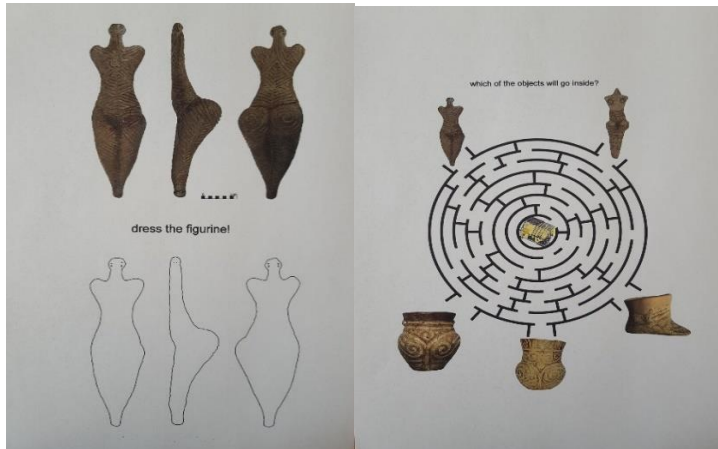 dress the figurine!
which of the objects will go inside?